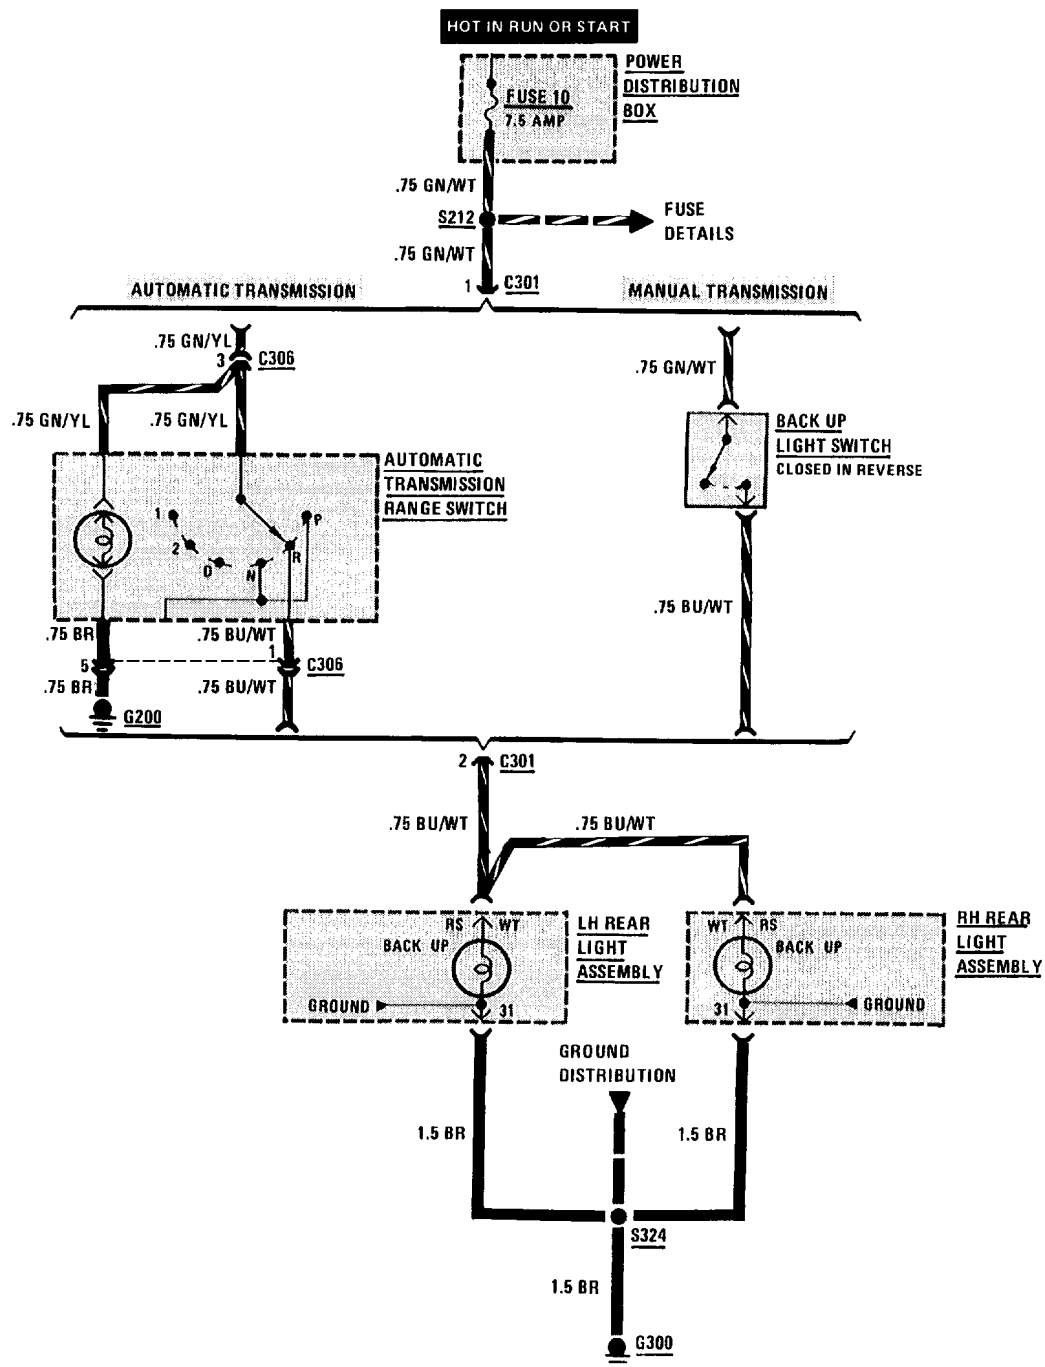 HOT IN RUN OR START
POWER
DISTRIBUTION
BOX
FUSE 10
7.5 AMP
.75 GN/WT
S212
FUSE
DETAILS
.75 GN/WT
1
C301
AUTOMATIC TRANSMISSION
MANUAL TRANSMISSION
.75 GN/YL
3
C306
.75 GN/WT
.75 GN/YL
.75 GN/YL
BACK UP
LIGHT SWITCH
CLOSED IN REVERSE
AUTOMATIC
TRANSMISSION
RANGE SWITCH
1
2
D
N
R
P
.75 BR
.75 BU/WT
.75 BU/WT
5
1
C306
.75 BR
.75 BU/WT
G200
2
C301
.75 BU/WT
.75 BU/WT
RS
WT
BACK UP
GROUND
31
LH REAR
LIGHT
ASSEMBLY
WT
RS
BACK UP
31
GROUND
RH REAR
LIGHT
ASSEMBLY
GROUND
DISTRIBUTION
1.5 BR
1.5 BR
S324
1.5 BR
G300